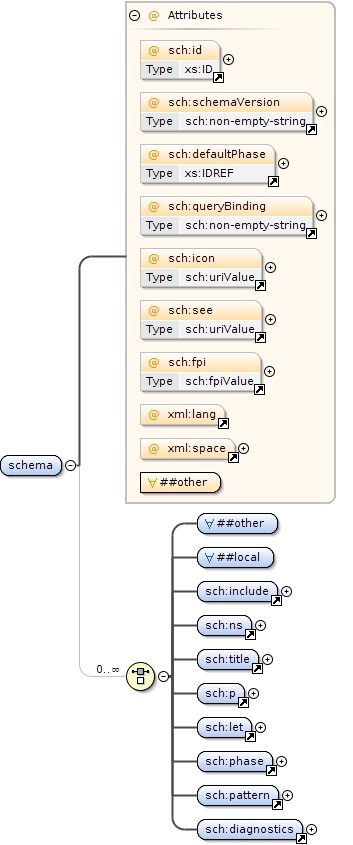 Attributes
@ sch:id
Type xs:ID
@ sch:schemaVersion
Type sch:non-empty-string
@ sch:defaultPhase
Type xs:IDREF
@ sch:queryBinding
Type sch:non-empty-string
@ sch:icon
Type sch:uriValue
@ sch:see
Type sch:uriValue
@ sch:fpi
Type sch:fpiValue
@ xml:lang
@ xml:space
∀ ##other
schema
0..∞
∀ ##other
∀ ##local
sch:include
sch:ns
sch:title
sch:p
sch:let
sch:phase
sch:pattern
sch:diagnostics